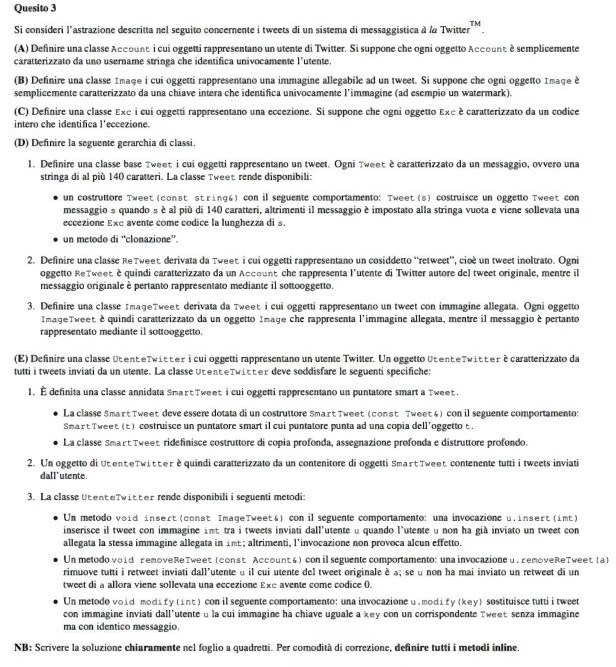 Quesito 3
Si consideri l'astrazione descritta nel seguito concernente i tweets di un sistema di messaggistica à la Twitter™.
(A) Definire una classe Account i cui oggetti rappresentano un utente di Twitter. Si suppone che ogni oggetto Account è semplicemente
caratterizzato da uno username stringa che identifica univocamente l'utente.
(B) Definire una classe Image i cui oggetti rappresentano una immagine allegabile ad un tweet. Si suppone che ogni oggetto Image è
semplicemente caratterizzato da una chiave intera che identifica univocamente l'immagine (ad esempio un watermark).
(C) Definire una classe Exc i cui oggetti rappresentano una eccezione. Si suppone che ogni oggetto Exc è caratterizzato da un codice
intero che identifica l'eccezione.
(D) Definire la seguente gerarchia di classi.
1. Definire una classe base Tweet i cui oggetti rappresentano un tweet. Ogni Tweet è caratterizzato da un messaggio, ovvero una
stringa di al più 140 caratteri. La classe Tweet rende disponibili:
• un costruttore Tweet(const string&) con il seguente comportamento: Tweet(s) costruisce un oggetto Tweet con
messaggio s quando s è al più di 140 caratteri, altrimenti il messaggio è impostato alla stringa vuota e viene sollevata una
eccezione Exc avente come codice la lunghezza di s.
• un metodo di "clonazione".
2. Definire una classe ReTweet derivata da Tweet i cui oggetti rappresentano un cosiddetto "retweet", cioè un tweet inoltrato. Ogni
oggetto ReTweet è quindi caratterizzato da un Account che rappresenta l'utente di Twitter autore del tweet originale, mentre il
messaggio originale è pertanto rappresentato mediante il sottooggetto.
3. Definire una classe ImageTweet derivata da Tweet i cui oggetti rappresentano un tweet con immagine allegata. Ogni oggetto
ImageTweet è quindi caratterizzato da un oggetto Image che rappresenta l'immagine allegata, mentre il messaggio è pertanto
rappresentato mediante il sottooggetto.
(E) Definire una classe UtenteTwitter i cui oggetti rappresentano un utente Twitter. Un oggetto UtenteTwitter è caratterizzato da
tutti i tweets inviati da un utente. La classe UtenteTwitter deve soddisfare le seguenti specifiche:
1. È definita una classe annidata SmartTweet i cui oggetti rappresentano un puntatore smart a Tweet.
• La classe SmartTweet deve essere dotata di un costruttore SmartTweet(const Tweet&) con il seguente comportamento:
SmartTweet(t) costruisce un puntatore smart il cui puntatore punta ad una copia dell'oggetto t.
• La classe SmartTweet ridefinisce costruttore di copia profonda, assegnazione profonda e distruttore profondo.
2. Un oggetto di UtenteTwitter è quindi caratterizzato da un contenitore di oggetti SmartTweet contenente tutti i tweets inviati
dall'utente.
3. La classe UtenteTwitter rende disponibili i seguenti metodi:
• Un metodo void insert(const ImageTweet&) con il seguente comportamento: una invocazione u.insert(imt)
inserisce il tweet con immagine imt tra i tweets inviati dall'utente u quando l'utente u non ha già inviato un tweet con
allegata la stessa immagine allegata in imt; altrimenti, l'invocazione non provoca alcun effetto.
• Un metodo void removeReTweet(const Account&) con il seguente comportamento: una invocazione u.removeReTweet(a)
rimuove tutti i retweet inviati dall'utente u il cui utente del tweet originale è a; se u non ha mai inviato un retweet di un
tweet di a allora viene sollevata una eccezione Exc avente come codice 0.
• Un metodo void modify(int) con il seguente comportamento: una invocazione u.modify(key) sostituisce tutti i tweet
con immagine inviati dall'utente u la cui immagine ha chiave uguale a key con un corrispondente Tweet senza immagine
ma con identico messaggio.
NB: Scrivere la soluzione chiaramente nel foglio a quadretti. Per comodità di correzione, definire tutti i metodi inline.